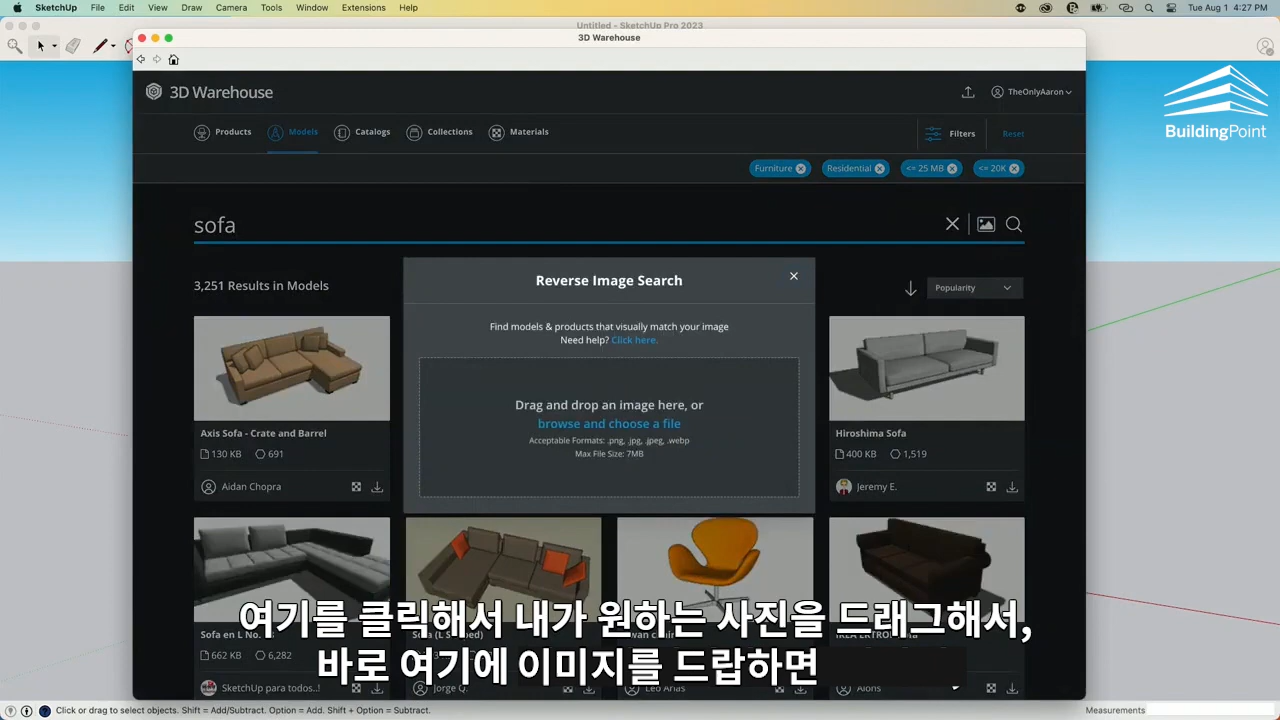 SketchUp File Edit View Draw Camera Tools Window Extensions Help Tue Aug 1 4:27 PM
Untitled - SketchUp Pro 2023
3D Warehouse
3D Warehouse
TheOnlyAaron
BuildingPoint
Products Models Catalogs Collections Materials Filters Reset
Furniture Residential <= 25 MB <= 20K
sofa
3,251 Results in Models
Popularity
Reverse Image Search
Find models & products that visually match your image
Need help? Click here.
Drag and drop an image here, or
browse and choose a file
Acceptable Formats: .png, .jpg, .jpeg, .webp
Max File Size: 7MB
Axis Sofa - Crate and Barrel
130 KB 691
Aidan Chopra
Hiroshima Sofa
400 KB 1,519
Jeremy E.
여기를 클릭해서 내가 원하는 사진을 드래그해서,
바로 여기에 이미지를 드랍하면
Sofa en L
662 KB 6,282
SketchUp para todos..!
Jorge Q.
Leo Arias
Alons
Click or drag to select objects. Shift = Add/Subtract. Option = Add. Shift + Option = Subtract.
Measurements